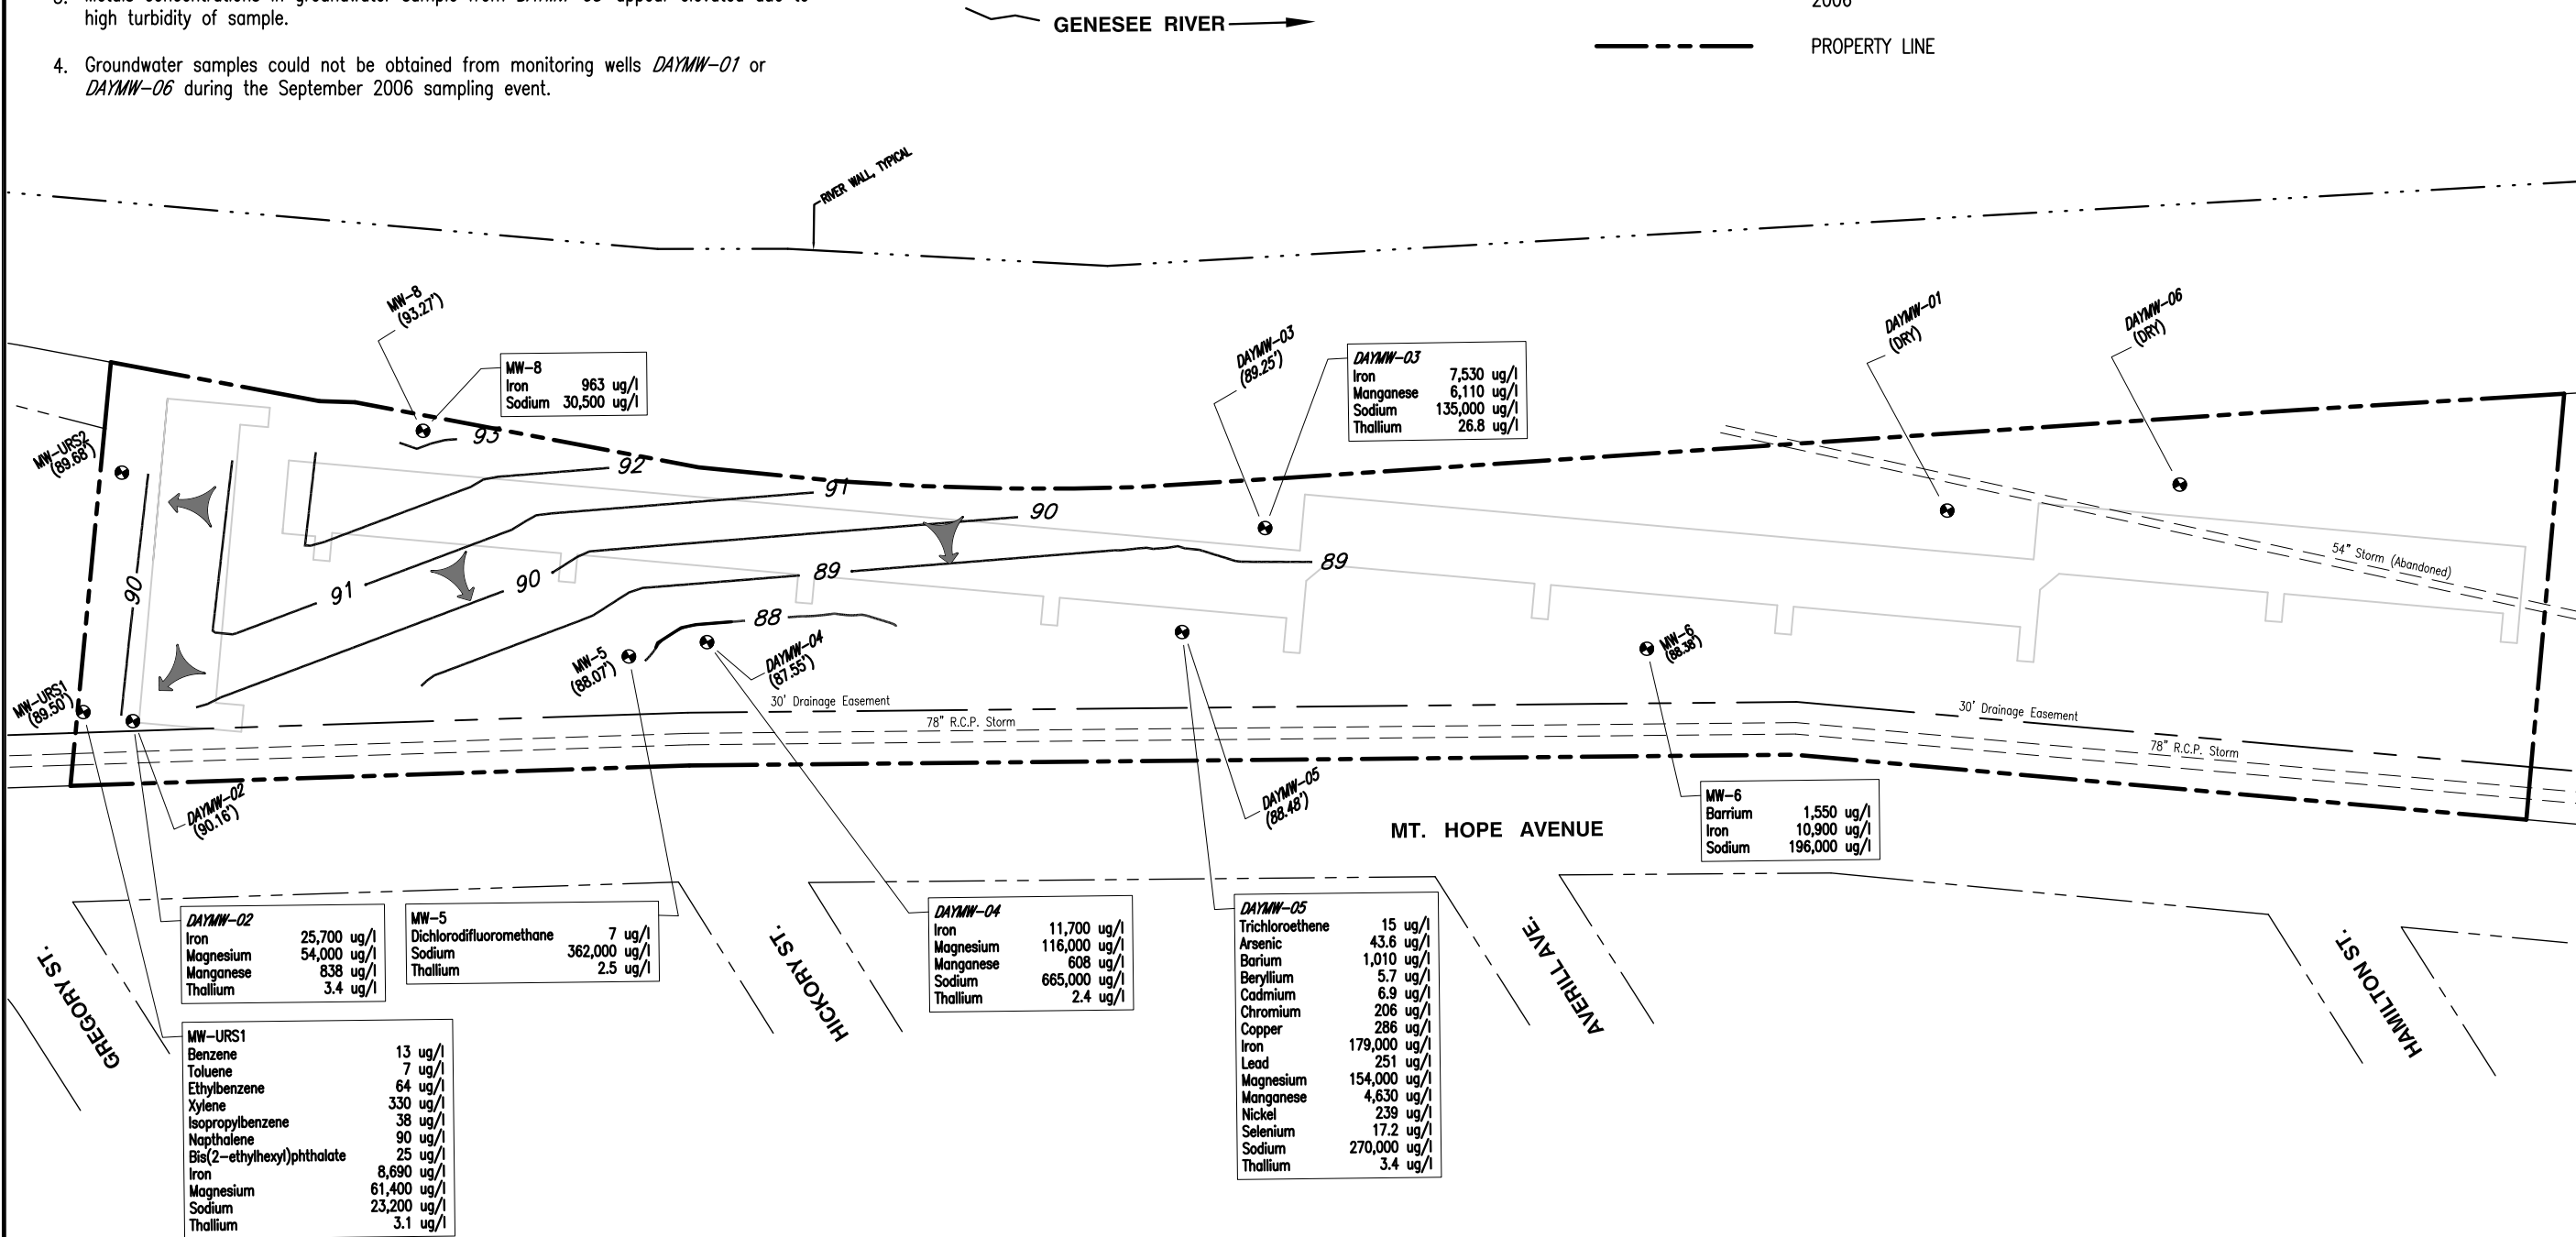 high turbidity of sample.
4. Groundwater samples could not be obtained from monitoring wells DAYMW-01 or
DAYMW-06 during the September 2006 sampling event.
GENESEE RIVER
2006
PROPERTY LINE
RIVER WALL, TYPICAL
MW-8
(93.27')
MW-8
Iron 963 ug/l
Sodium 30,500 ug/l
DAYMW-03
(89.25')
DAYMW-03
Iron 7,530 ug/l
Manganese 6,110 ug/l
Sodium 135,000 ug/l
Thallium 26.8 ug/l
DAYMW-01
(DRY)
DAYMW-06
(DRY)
MW-URS2
(89.68')
93
92
91
90
89
89
90
91
90
88
54" Storm (Abandoned)
MW-URS1
(89.50')
MW-5
(88.07')
DAYMW-04
(87.55')
MW-6
(88.38')
30' Drainage Easement
78" R.C.P. Storm
30' Drainage Easement
78" R.C.P. Storm
DAYMW-02
(90.16')
DAYMW-05
(88.48')
MT. HOPE AVENUE
MW-6
Barrium 1,550 ug/l
Iron 10,900 ug/l
Sodium 196,000 ug/l
GREGORY ST.
DAYMW-02
Iron 25,700 ug/l
Magnesium 54,000 ug/l
Manganese 838 ug/l
Thallium 3.4 ug/l
MW-5
Dichlorodifluoromethane 7 ug/l
Sodium 362,000 ug/l
Thallium 2.5 ug/l
HICKORY ST.
DAYMW-04
Iron 11,700 ug/l
Magnesium 116,000 ug/l
Manganese 608 ug/l
Sodium 665,000 ug/l
Thallium 2.4 ug/l
DAYMW-05
Trichloroethene 15 ug/l
Arsenic 43.6 ug/l
Barium 1,010 ug/l
Beryllium 5.7 ug/l
Cadmium 6.9 ug/l
Chromium 206 ug/l
Copper 286 ug/l
Iron 179,000 ug/l
Lead 251 ug/l
Magnesium 154,000 ug/l
Manganese 4,630 ug/l
Nickel 239 ug/l
Selenium 17.2 ug/l
Sodium 270,000 ug/l
Thallium 3.4 ug/l
AVERILL AVE.
HAMILTON ST.
MW-URS1
Benzene 13 ug/l
Toluene 7 ug/l
Ethylbenzene 64 ug/l
Xylene 330 ug/l
Isopropylbenzene 38 ug/l
Napthalene 90 ug/l
Bis(2-ethylhexyl)phthalate 25 ug/l
Iron 8,690 ug/l
Magnesium 61,400 ug/l
Sodium 23,200 ug/l
Thallium 3.1 ug/l